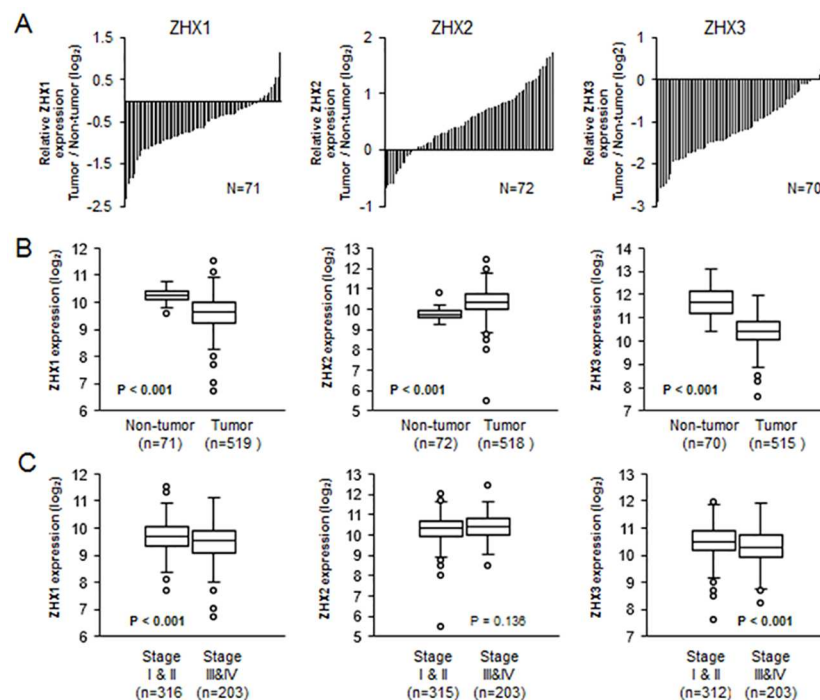 A
ZHX1
ZHX2
ZHX3
Relative ZHX1
expression
Tumor / Non-tumor (log₂)
1.5
0.5
-0.5
-1.5
-2.5
N=71
Relative ZHX2
expression
Tumor / Non-tumor (log₂)
2
1
0
-1
N=72
Relative ZHX3
expression
Tumor / Non-tumor (log2)
1
0
-1
-2
-3
N=70
B
ZHX1 expression (log₂)
12
11
10
9
8
7
6
P < 0.001
Non-tumor Tumor
(n=71) (n=519 )
ZHX2 expression (log₂)
13
12
11
10
9
8
7
6
5
P < 0.001
Non-tumor Tumor
(n=72) (n=518 )
ZHX3 expression (log₂)
14
13
12
11
10
9
8
7
P < 0.001
Non-tumor Tumor
(n=70) (n=515 )
C
ZHX1 expression (log₂)
12
11
10
9
8
7
6
P < 0.001
Stage Stage
I & II III&IV
(n=316 (n=203)
ZHX2 expression (log₂)
13
12
11
10
9
8
7
6
5
P = 0.136
Stage Stage
I & II III&IV
(n=315) (n=203)
ZHX3 expression (log₂)
13
12
11
10
9
8
7
P < 0.001
Stage Stage
I & II III&IV
(n=312) (n=203)